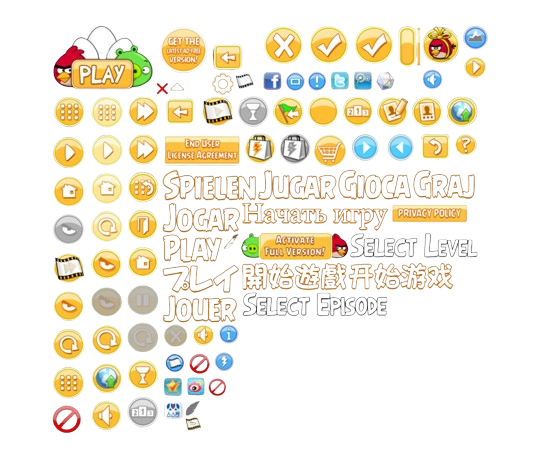 GET THE
LATEST AD-FREE
VERSION!
PLAY
END USER
LICENSE AGREEMENT
SPIELEN JUGAR GIOCA GRAJ
JOGAR Начать игру PRIVACY POLICY
PLAY ACTIVATE
FULL VERSION! SELECT LEVEL
プレイ 開始遊戲 开始游戏
JOUER SELECT EPISODE